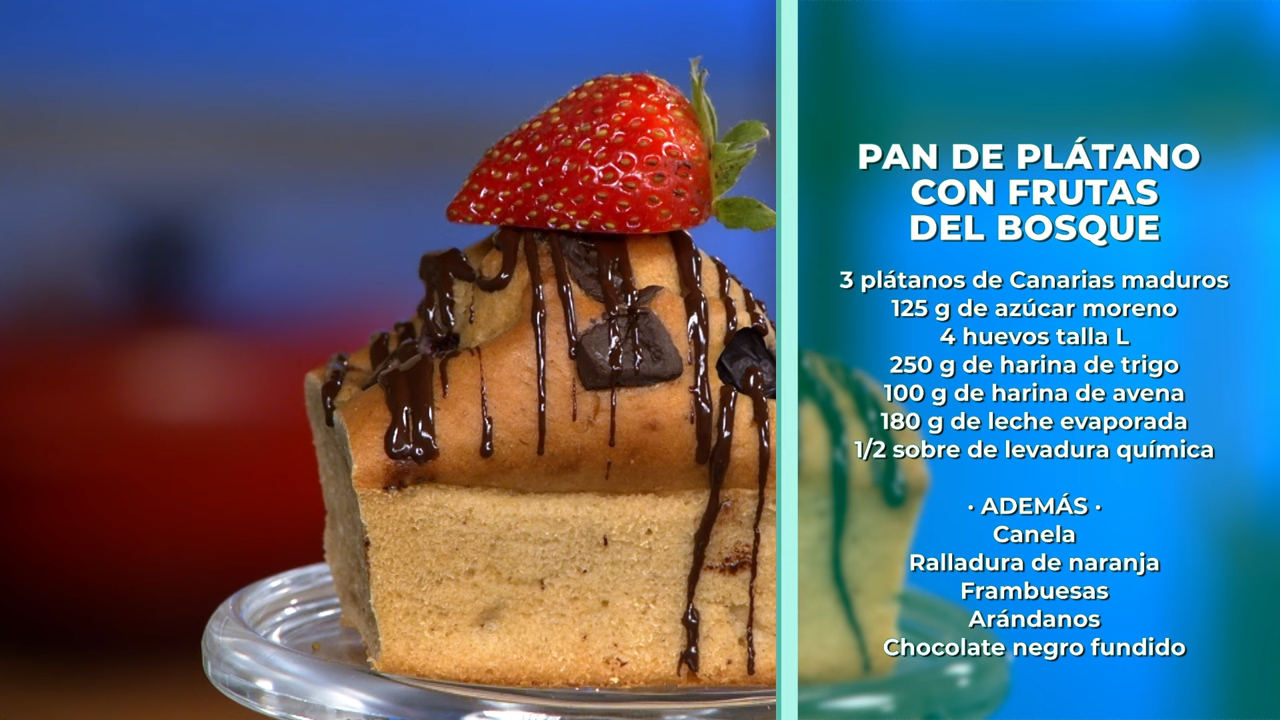 PAN DE PLÁTANO
CON FRUTAS
DEL BOSQUE
3 plátanos de Canarias maduros
125 g de azúcar moreno
4 huevos talla L
250 g de harina de trigo
100 g de harina de avena
180 g de leche evaporada
1/2 sobre de levadura química
· ADEMÁS ·
Canela
Ralladura de naranja
Frambuesas
Arándanos
Chocolate negro fundido